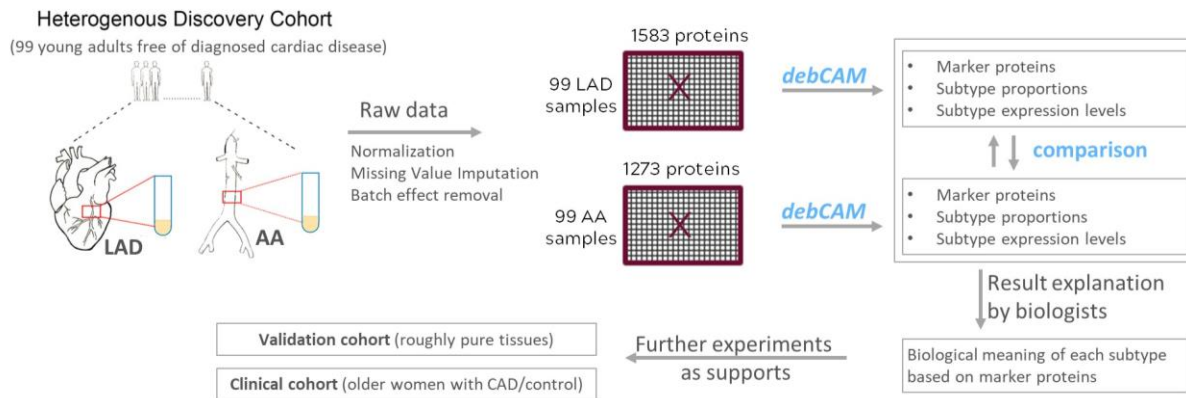 Heterogenous Discovery Cohort
(99 young adults free of diagnosed cardiac disease)
LAD
AA
Raw data
Normalization
Missing Value Imputation
Batch effect removal
1583 proteins
99 LAD
samples
X
debCAM
• Marker proteins
• Subtype proportions
• Subtype expression levels
comparison
1273 proteins
99 AA
samples
X
debCAM
• Marker proteins
• Subtype proportions
• Subtype expression levels
Result explanation
by biologists
Biological meaning of each subtype
based on marker proteins
Further experiments
as supports
Validation cohort (roughly pure tissues)
Clinical cohort (older women with CAD/control)